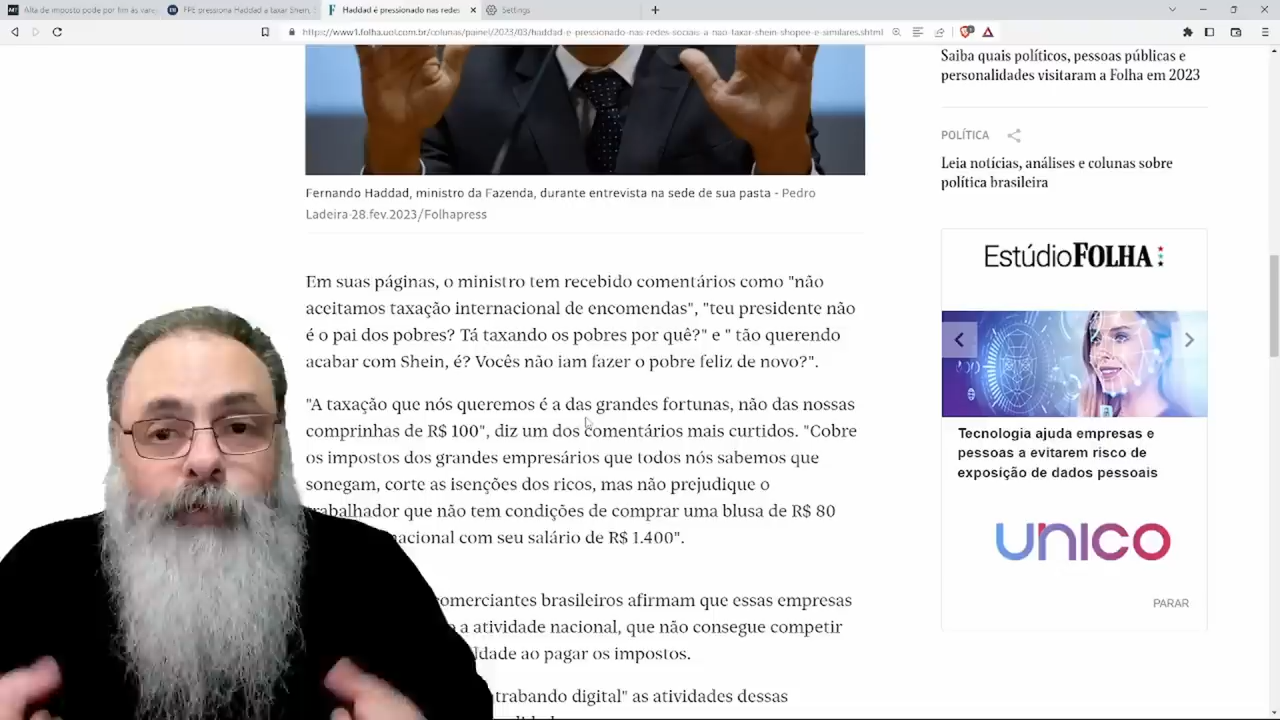 Alta de imposto pode por fim às vanç
FPE pressiona Haddad a taxar Shein, S
Haddad é pressionado nas redes
Settings
https://www1.folha.uol.com.br/colunas/painel/2023/03/haddad-e-pressionado-nas-redes-sociais-a-nao-taxar-shein-shopee-e-similares.shtml
Saiba quais políticos, pessoas públicas e
personalidades visitaram a Folha em 2023
POLÍTICA
Leia notícias, análises e colunas sobre
política brasileira
Fernando Haddad, ministro da Fazenda, durante entrevista na sede de sua pasta - Pedro
Ladeira-28.fev.2023/Folhapress
Em suas páginas, o ministro tem recebido comentários como "não
aceitamos taxação internacional de encomendas", "teu presidente não
é o pai dos pobres? Tá taxando os pobres por quê?" e " tão querendo
acabar com Shein, é? Vocês não iam fazer o pobre feliz de novo?".
"A taxação que nós queremos é a das grandes fortunas, não das nossas
comprinhas de R$ 100", diz um dos comentários mais curtidos. "Cobre
os impostos dos grandes empresários que todos nós sabemos que
sonegam, corte as isenções dos ricos, mas não prejudique o
trabalhador que não tem condições de comprar uma blusa de R$ 80
nacional com seu salário de R$ 1.400".
comerciantes brasileiros afirmam que essas empresas
a atividade nacional, que não consegue competir
ldade ao pagar os impostos.
trabando digital" as atividades dessas
EstúdioFOLHA
Tecnologia ajuda empresas e
pessoas a evitarem risco de
exposição de dados pessoais
unico
PARAR